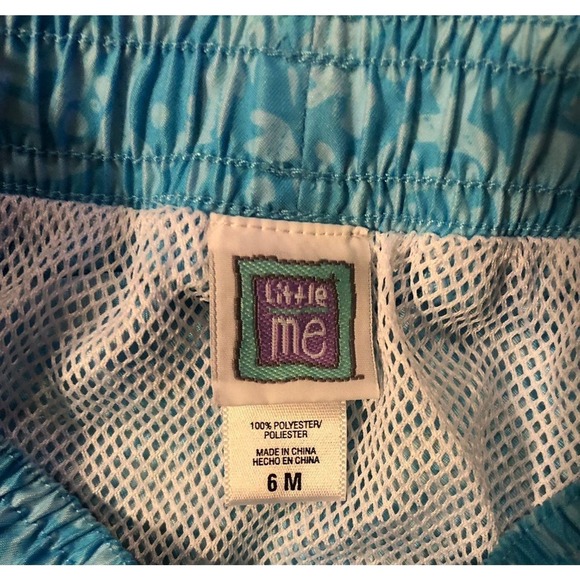 little
me
100% POLYESTER/
POLIESTER
MADE IN CHINA
HECHO EN CHINA
6 M